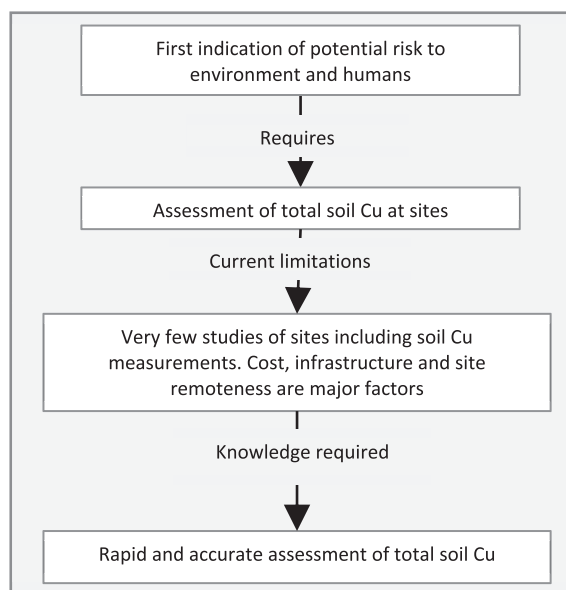 First indication of potential risk to
environment and humans
Requires
Assessment of total soil Cu at sites
Current limitations
Very few studies of sites including soil Cu
measurements. Cost, infrastructure and site
remoteness are major factors
Knowledge required
Rapid and accurate assessment of total soil Cu